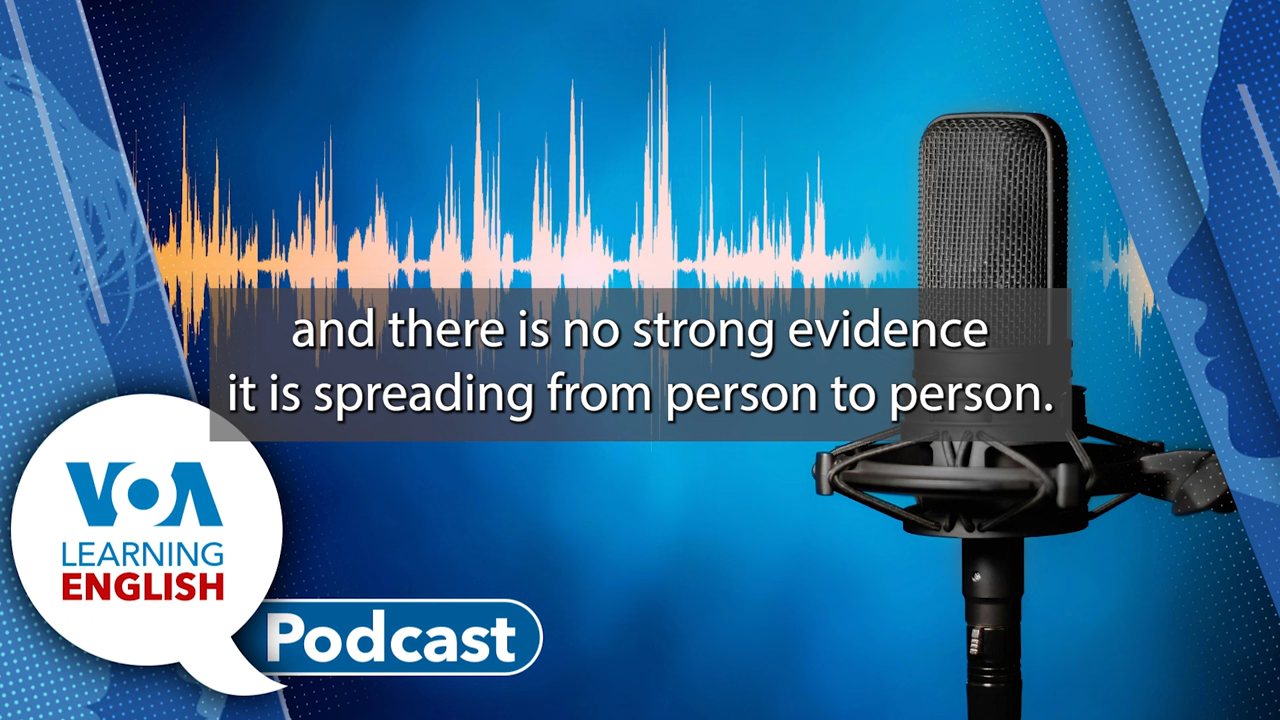 and there is no strong evidence
it is spreading from person to person.
VOA
LEARNING
ENGLISH
Podcast